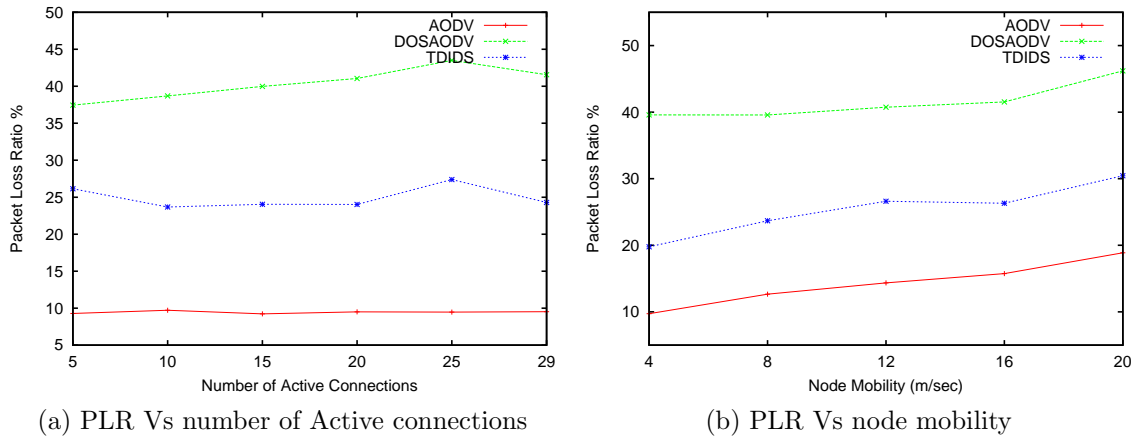 50
45
40
35
30
25
20
15
10
5
Packet Loss Ratio %
AODV
DOSAODV
TDIDS
5 10 15 20 25 29
Number of Active Connections
(a) PLR Vs number of Active connections
50
40
30
20
10
Packet Loss Ratio %
AODV
DOSAODV
TDIDS
4 8 12 16 20
Node Mobility (m/sec)
(b) PLR Vs node mobility